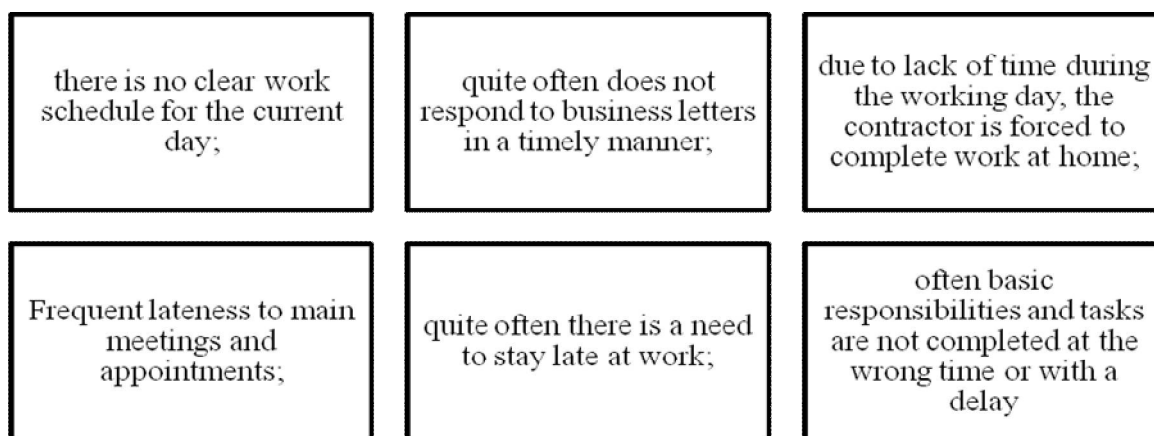 there is no clear work
schedule for the current
day;
quite often does not
respond to business letters
in a timely manner;
due to lack of time during
the working day, the
contractor is forced to
complete work at home;
Frequent lateness to main
meetings and
appointments;
quite often there is a need
to stay late at work;
often basic
responsibilities and tasks
are not completed at the
wrong time or with a
delay